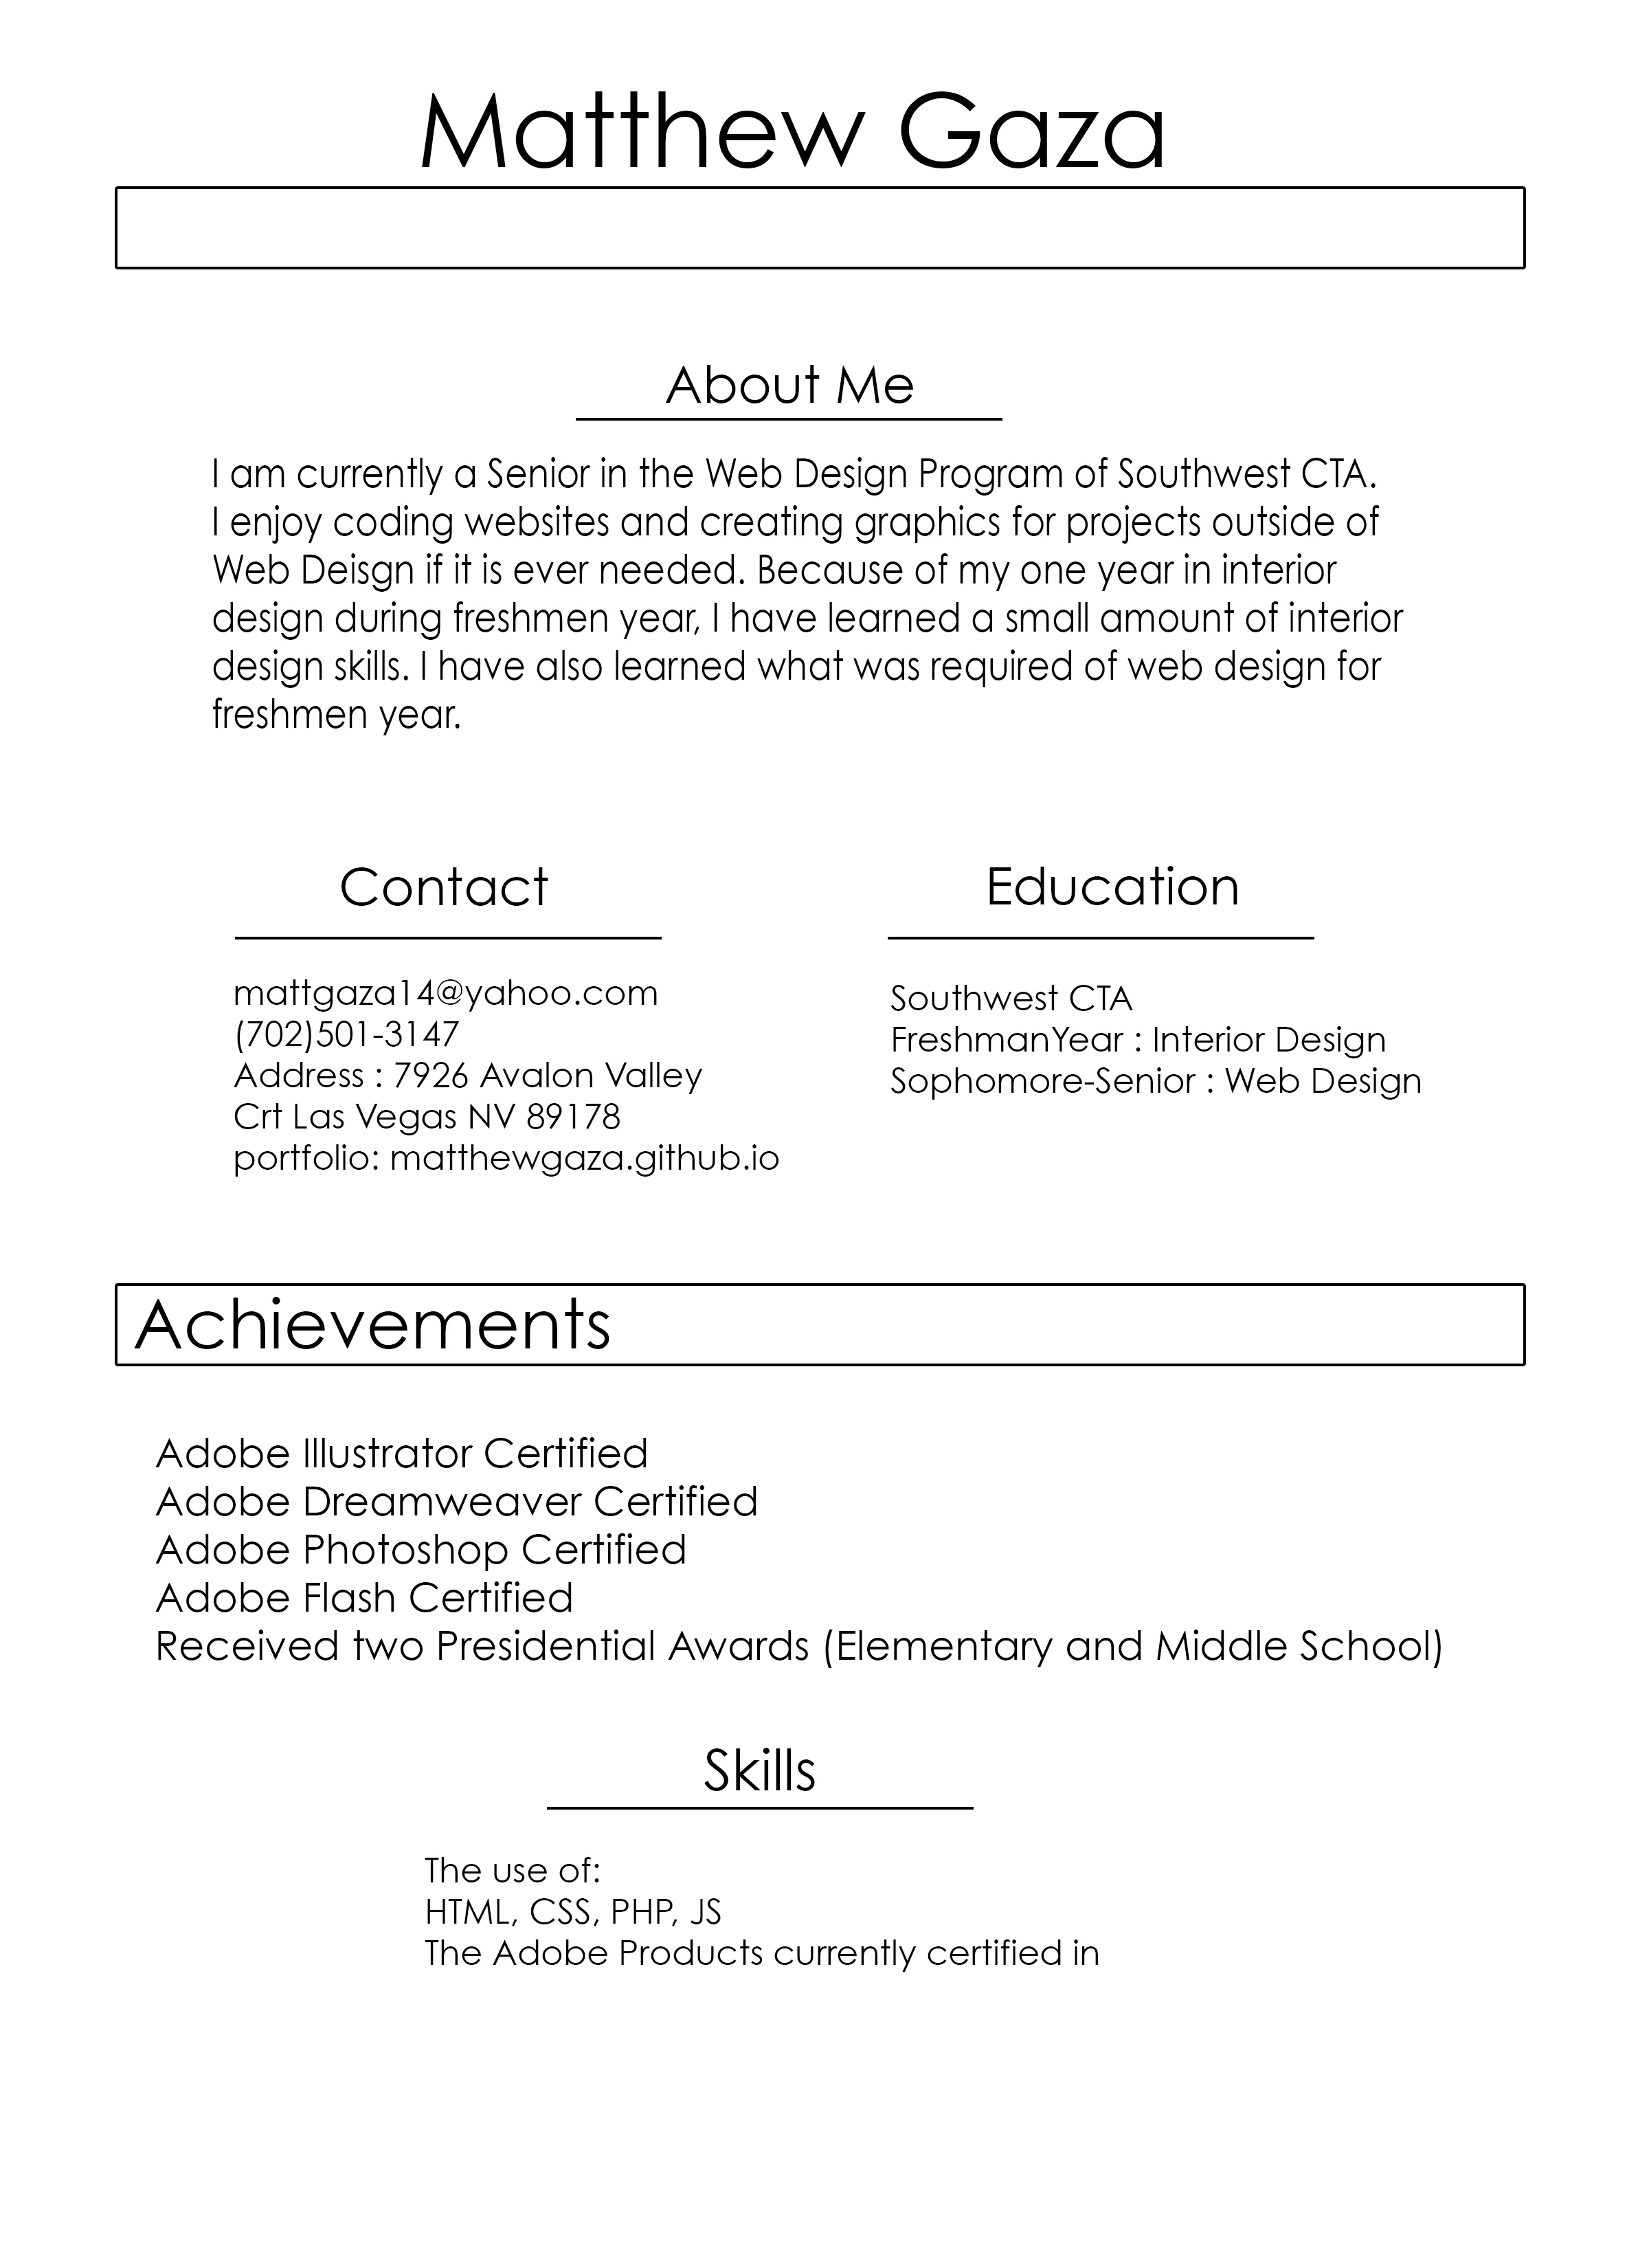 Matthew Gaza
About Me
I am currently a Senior in the Web Design Program of Southwest CTA.
I enjoy coding websites and creating graphics for projects outside of
Web Deisgn if it is ever needed. Because of my one year in interior
design during freshmen year, I have learned a small amount of interior
design skills. I have also learned what was required of web design for
freshmen year.
Contact
mattgaza14@yahoo.com
(702)501-3147
Address : 7926 Avalon Valley
Crt Las Vegas NV 89178
portfolio: matthewgaza.github.io
Education
Southwest CTA
FreshmanYear : Interior Design
Sophomore-Senior : Web Design
Achievements
Adobe Illustrator Certified
Adobe Dreamweaver Certified
Adobe Photoshop Certified
Adobe Flash Certified
Received two Presidential Awards (Elementary and Middle School)
Skills
The use of:
HTML, CSS, PHP, JS
The Adobe Products currently certified in